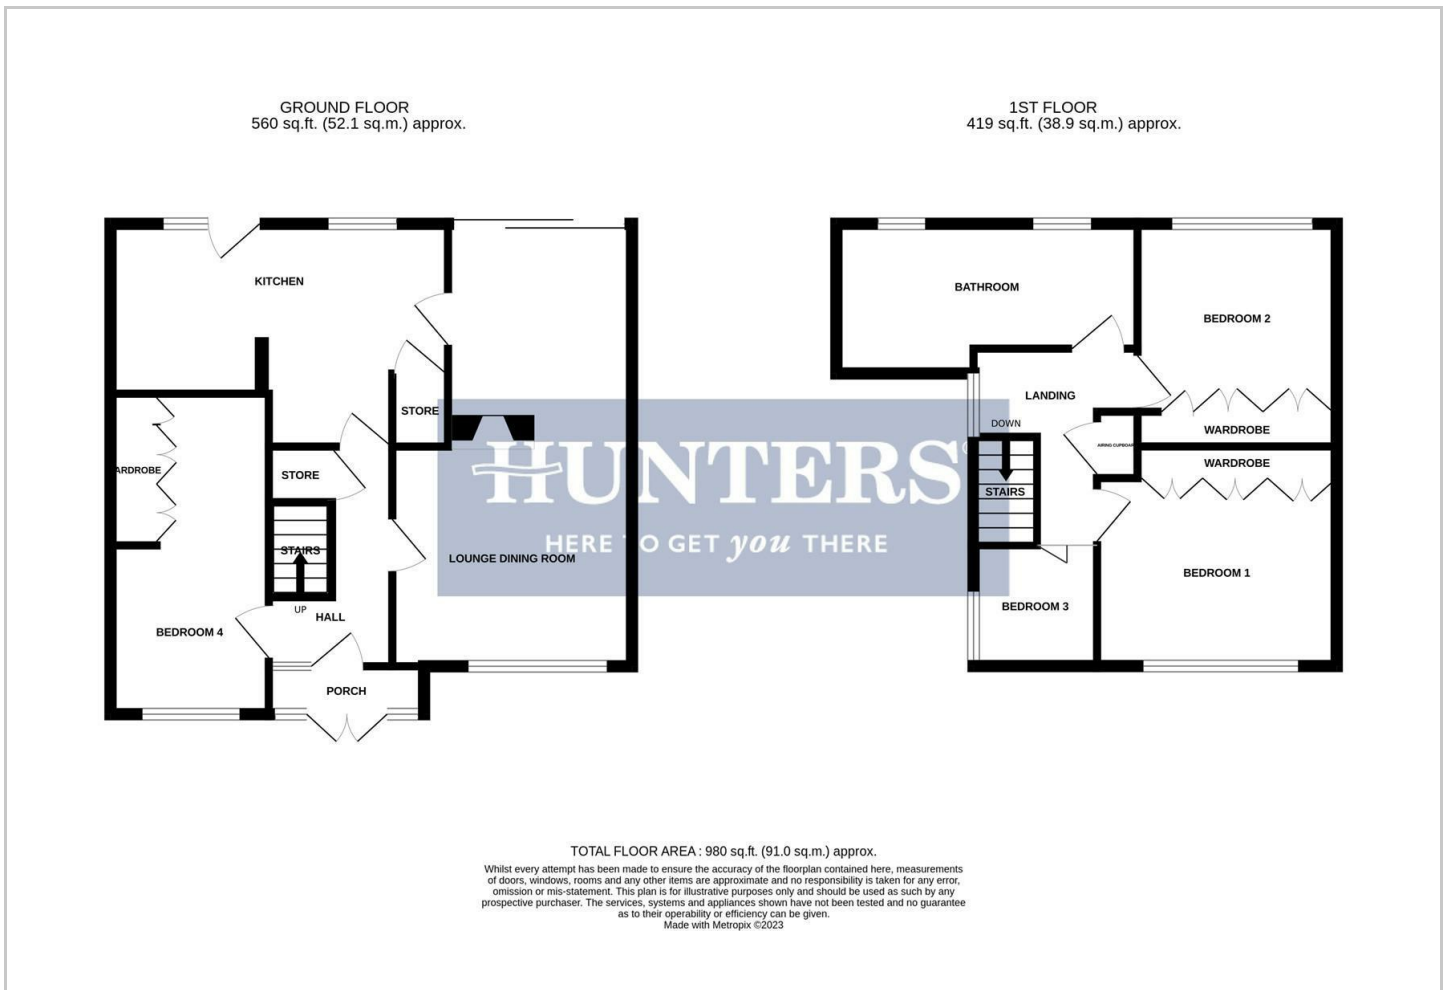 GROUND FLOOR
560 sq.ft. (52.1 sq.m.) approx.
1ST FLOOR
419 sq.ft. (38.9 sq.m.) approx.
KITCHEN
STORE
ARDROBE
STORE
STAIRS
UP
HALL
LOUNGE DINING ROOM
BEDROOM 4
PORCH
BATHROOM
BEDROOM 2
LANDING
DOWN
WARDROBE
AIRING CUPBOARD
WARDROBE
STAIRS
BEDROOM 1
BEDROOM 3
HUNTERS®
HERE TO GET you THERE
TOTAL FLOOR AREA : 980 sq.ft. (91.0 sq.m.) approx.
Whilst every attempt has been made to ensure the accuracy of the floorplan contained here, measurements
of doors, windows, rooms and any other items are approximate and no responsibility is taken for any error,
omission or mis-statement. This plan is for illustrative purposes only and should be used as such by any
prospective purchaser. The services, systems and appliances shown have not been tested and no guarantee
as to their operability or efficiency can be given.
Made with Metropix ©2023